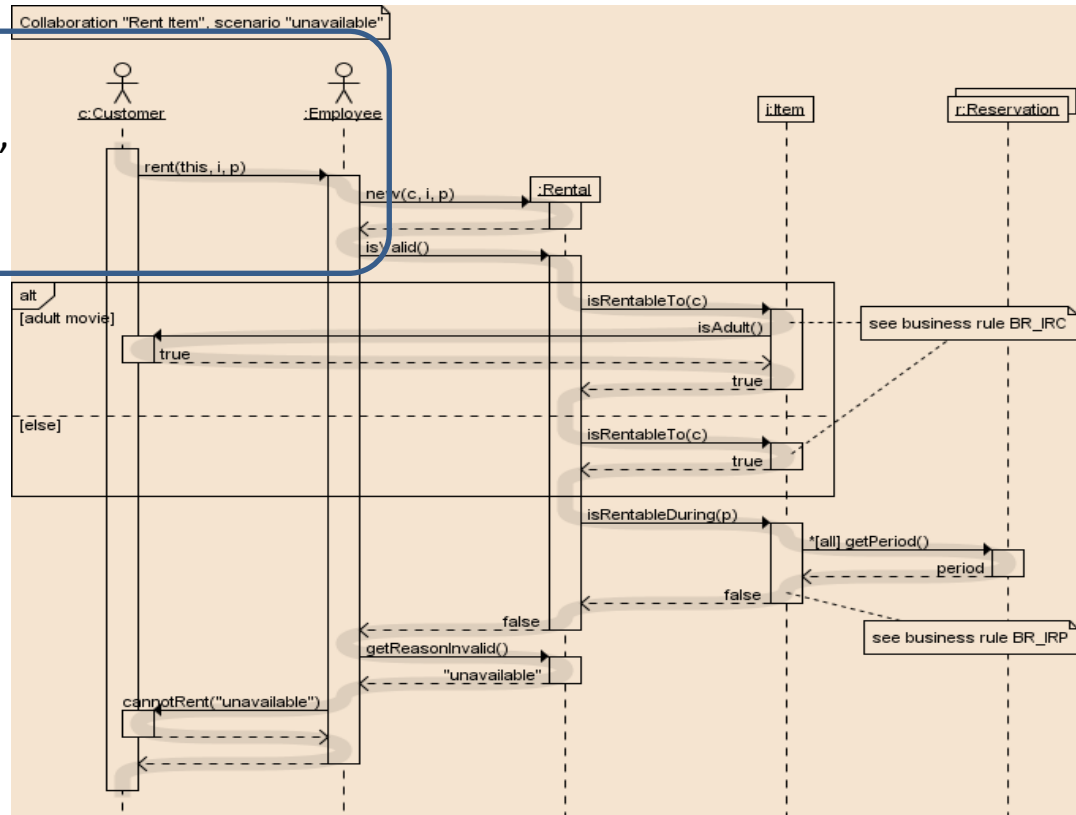 Collaboration "Rent Item", scenario "unavailable"
c:Customer
:Employee
i:Item
r:Reservation
,
rent(this, i, p)
new(c, i, p)
:Rental
isValid()
alt
[adult movie]
isRentableTo(c)
isAdult()
see business rule BR_IRC
true
true
[else]
isRentableTo(c)
true
isRentableDuring(p)
*[all] getPeriod()
period
false
false
see business rule BR_IRP
getReasonInvalid()
"unavailable"
cannotRent("unavailable")